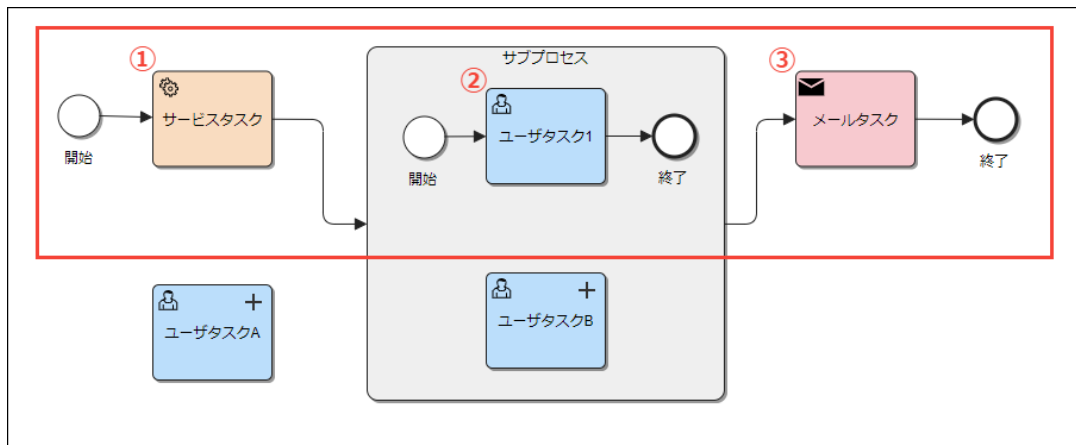 サブプロセス
①
②
③
サービスタスク
ユーザタスク1
メールタスク
開始
開始
終了
終了
ユーザタスクA
ユーザタスクB